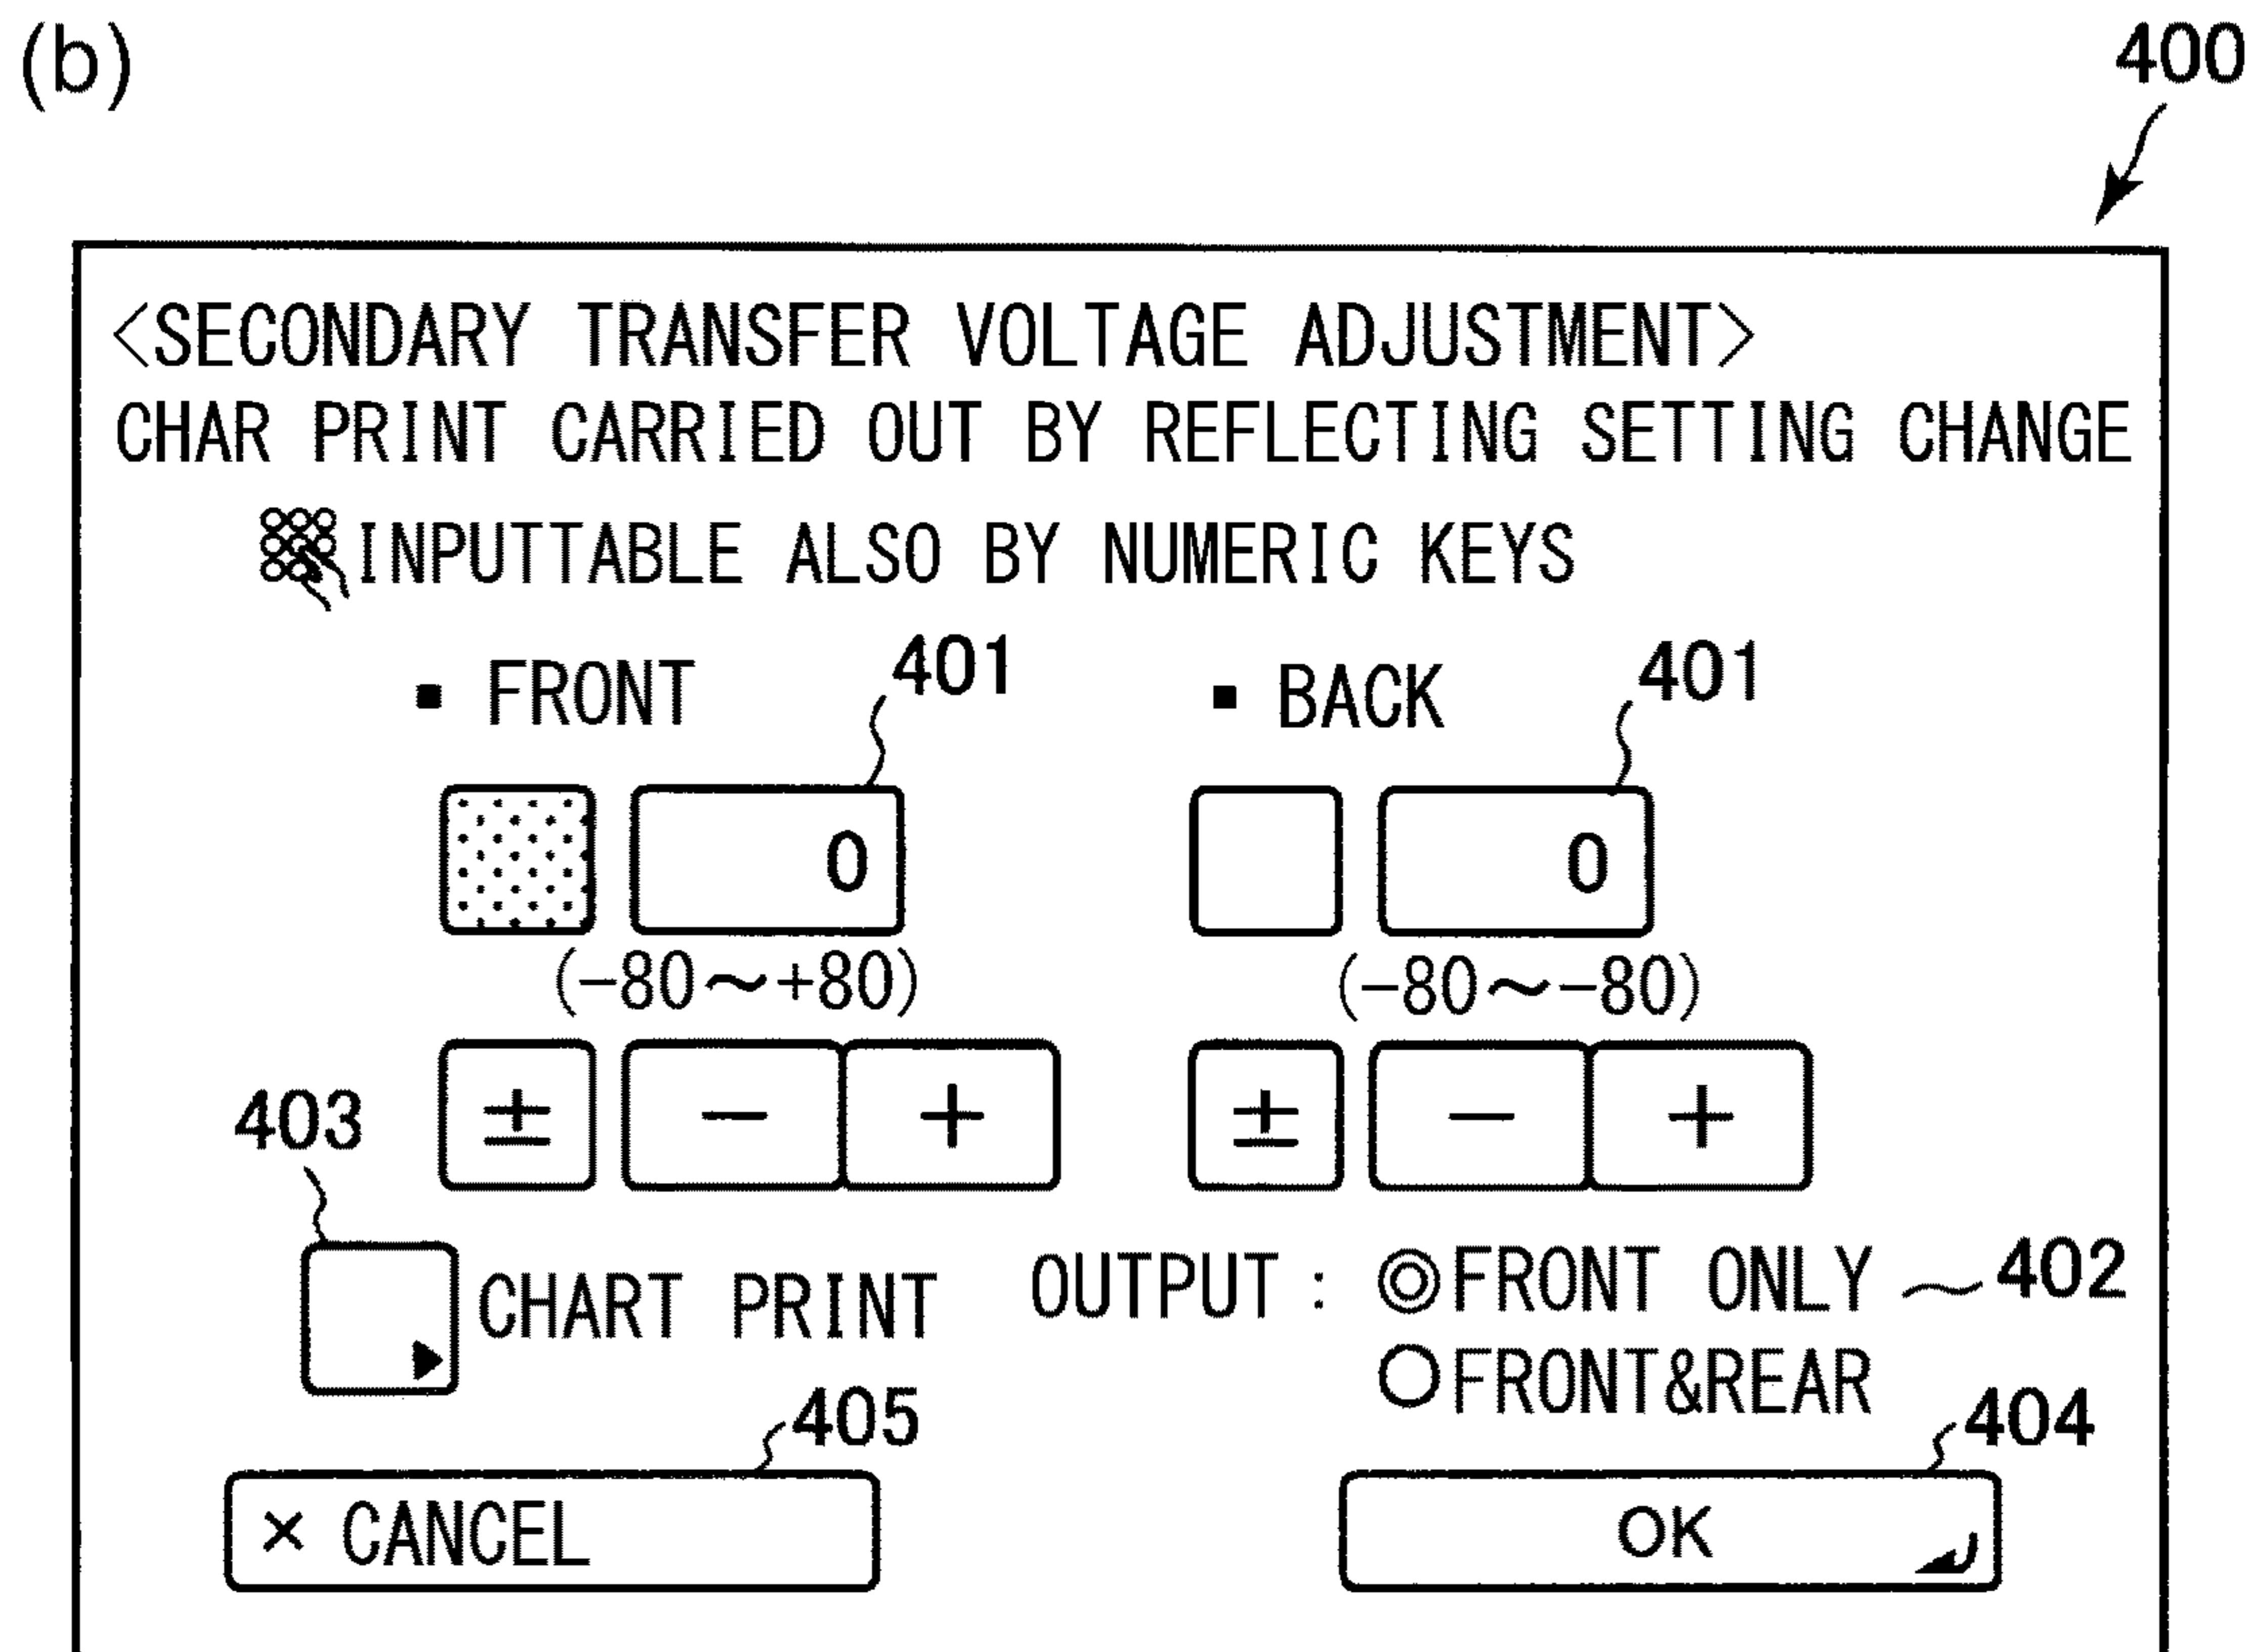 (b)
400
<SECONDARY TRANSFER VOLTAGE ADJUSTMENT>
CHAR PRINT CARRIED OUT BY REFLECTING SETTING CHANGE
INPUTTABLE ALSO BY NUMERIC KEYS
▪ FRONT 401 ▪ BACK 401
0 0
(−80～+80) (−80～−80)
± − + ± − +
403
CHART PRINT OUTPUT : ◎FRONT ONLY 402
○FRONT&REAR
405 404
× CANCEL OK